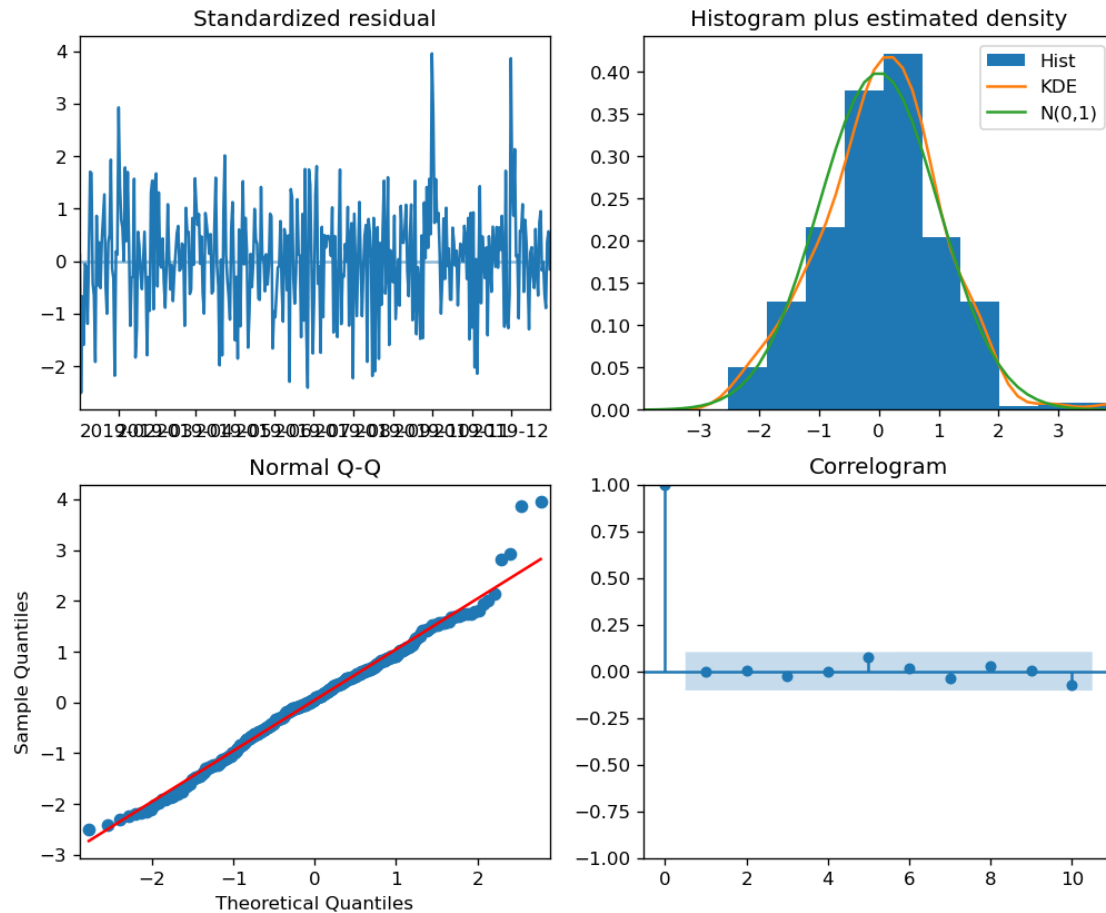 Standardized residual
4
3
2
1
0
−1
−2
2019-12
Histogram plus estimated density
Hist
KDE
N(0,1)
0.40
0.35
0.30
0.25
0.20
0.15
0.10
0.05
0.00
−3 −2 −1 0 1 2 3
Normal Q-Q
Sample Quantiles
4
3
2
1
0
−1
−2
−3
−2 −1 0 1 2
Theoretical Quantiles
Correlogram
1.00
0.75
0.50
0.25
0.00
−0.25
−0.50
−0.75
−1.00
0 2 4 6 8 10